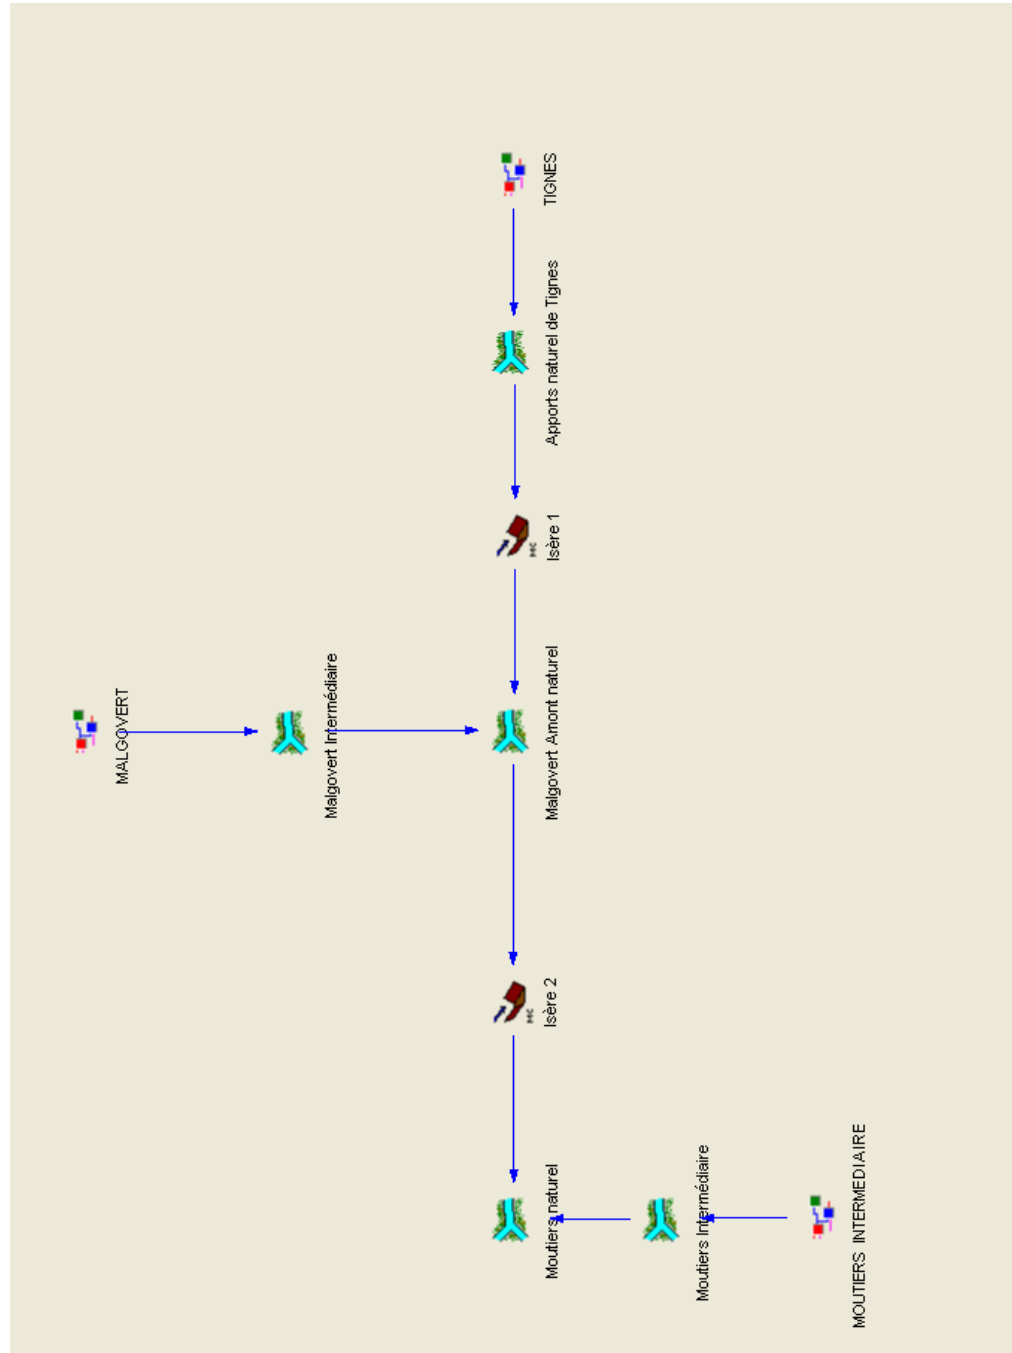 TIGNES
Apports naturel de Tignes
Isère 1
MALGOVERT
Malgovert Intermédiaire
Malgovert Amont naturel
Isère 2
Moutiers naturel
Moutiers Intermédiaire
MOUTIERS INTERMEDIAIRE